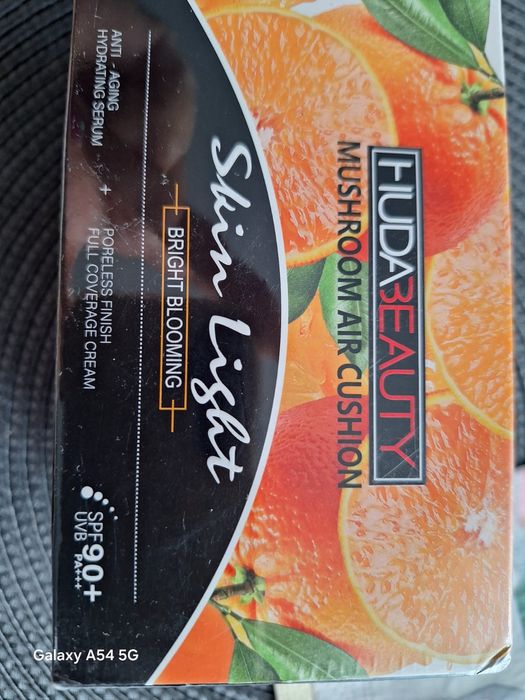 HUDABEAUTY
MUSHROOM AIR CUSHION
Skin Light
BRIGHT BLOOMING
ANTI - AGING
HYDRATING SERUM
+
PORELESS FINISH
FULL COVERAGE CREAM
SPF 90+
UVB PA+++
Galaxy A54 5G